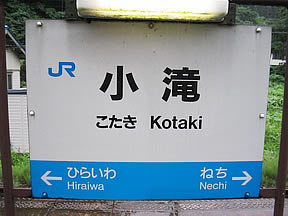 JR
小滝
こたき Kotaki
← ひらいわ ねち →
Hiraiwa Nechi